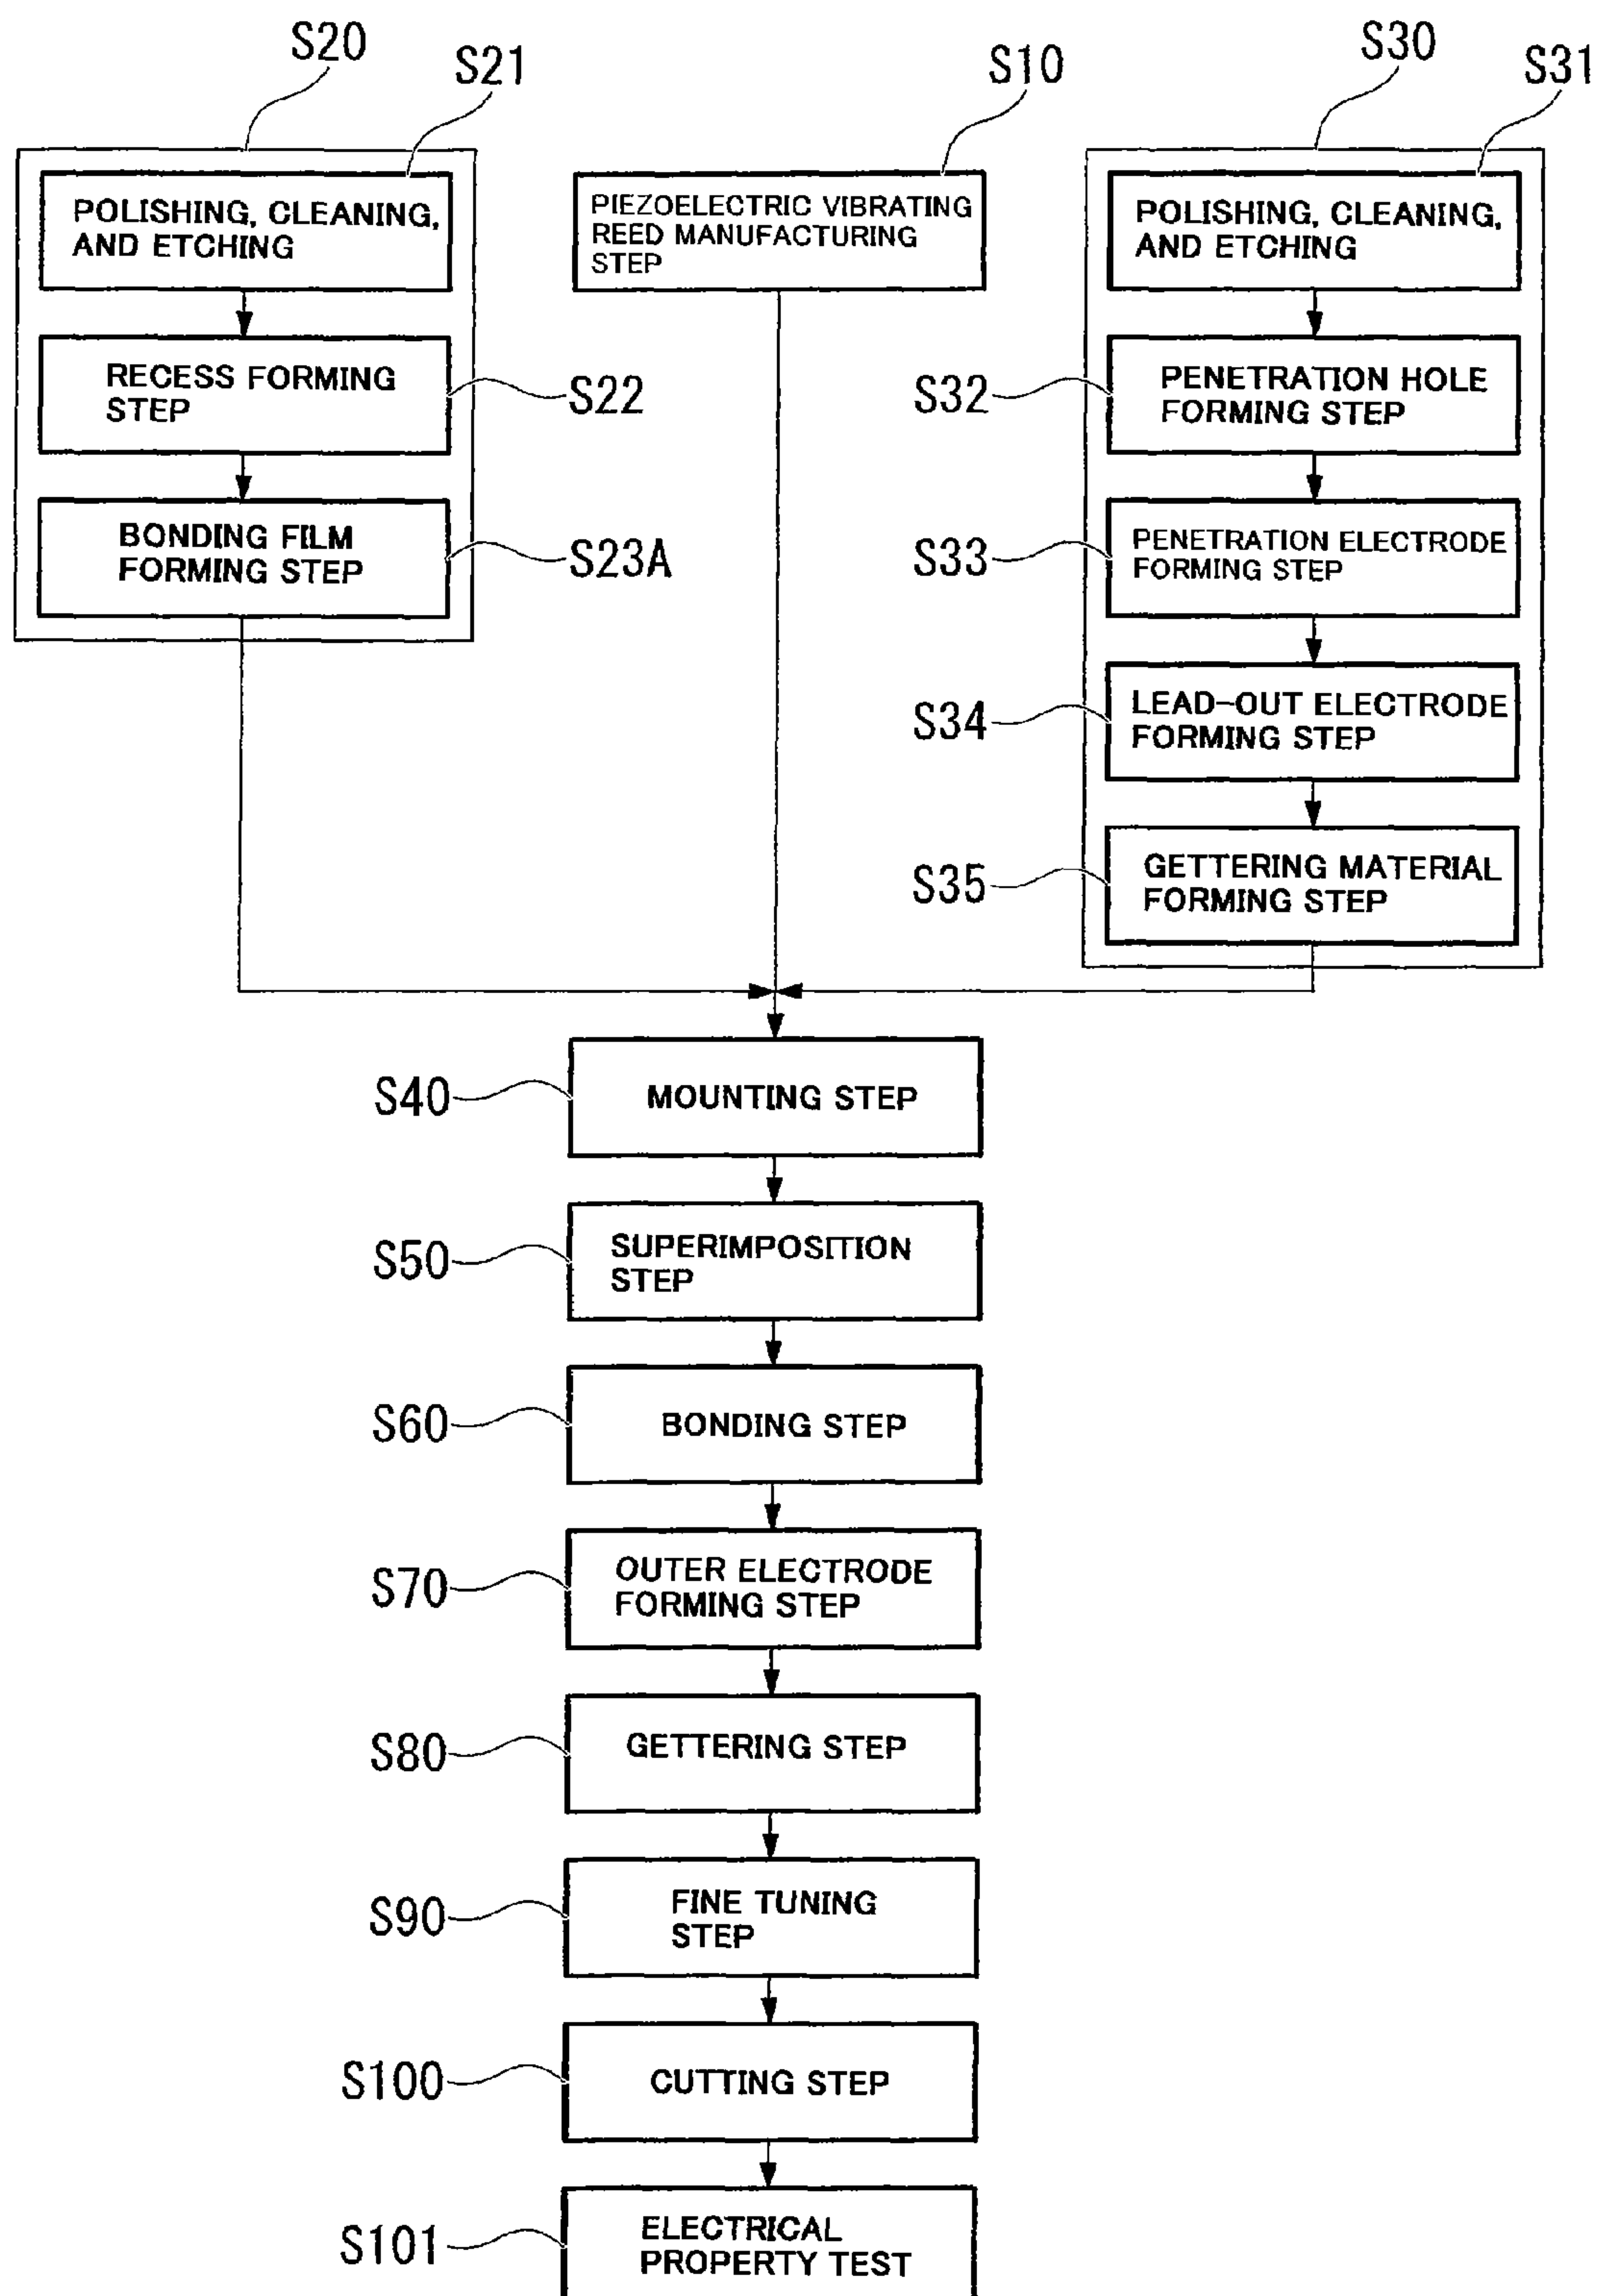 S20
S21
POLISHING, CLEANING,
AND ETCHING
RECESS FORMING
STEP
S22
BONDING FILM
FORMING STEP
S23A
S10
PIEZOELECTRIC VIBRATING
REED MANUFACTURING
STEP
S30
S31
POLISHING, CLEANING,
AND ETCHING
S32
PENETRATION HOLE
FORMING STEP
S33
PENETRATION ELECTRODE
FORMING STEP
S34
LEAD-OUT ELECTRODE
FORMING STEP
S35
GETTERING MATERIAL
FORMING STEP
S40
MOUNTING STEP
S50
SUPERIMPOSITION
STEP
S60
BONDING STEP
S70
OUTER ELECTRODE
FORMING STEP
S80
GETTERING STEP
S90
FINE TUNING
STEP
S100
CUTTING STEP
S101
ELECTRICAL
PROPERTY TEST